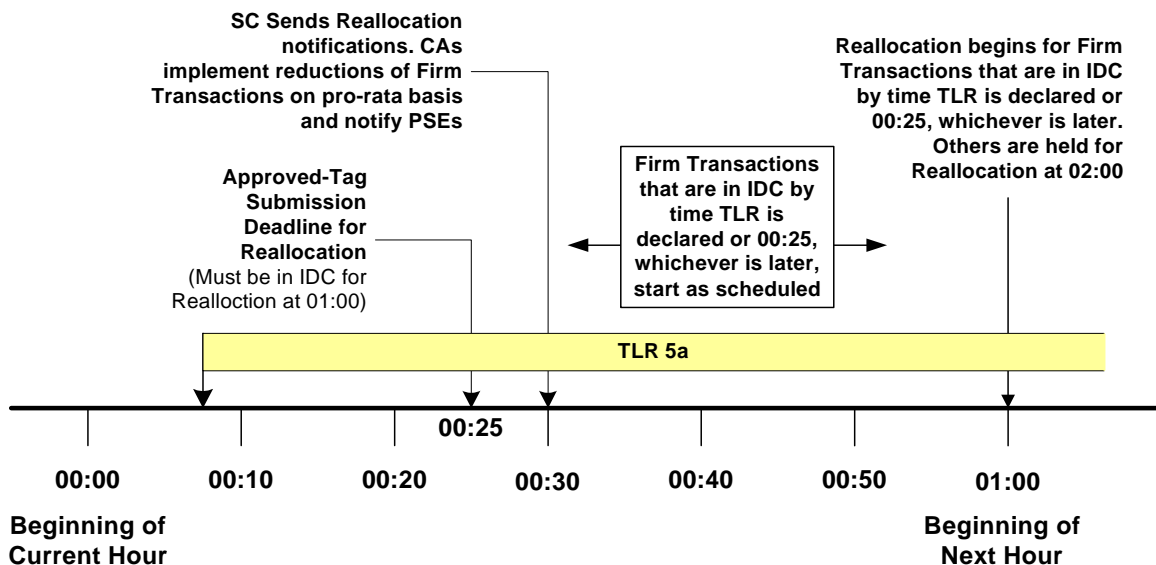 SC Sends Reallocation
notifications. CAs
implement reductions of Firm
Transactions on pro-rata basis
and notify PSEs
Reallocation begins for Firm
Transactions that are in IDC
by time TLR is declared or
00:25, whichever is later.
Others are held for
Reallocation at 02:00
Approved-Tag
Submission
Deadline for
Reallocation
(Must be in IDC for
Realloction at 01:00)
Firm Transactions
that are in IDC by
time TLR is
declared or 00:25,
whichever is later,
start as scheduled
TLR 5a
00:25
00:00
00:10
00:20
00:30
00:40
00:50
01:00
Beginning of
Current Hour
Beginning of
Next Hour